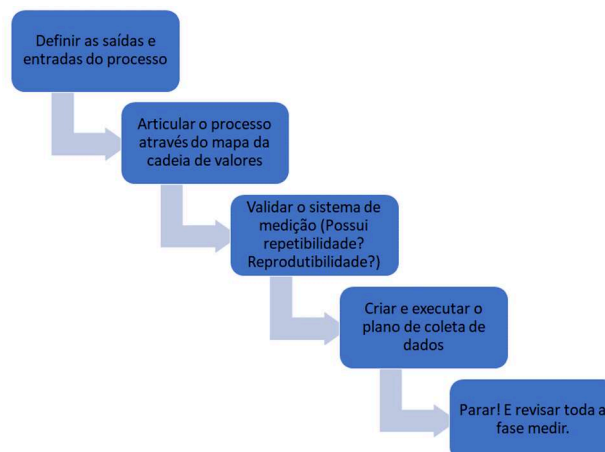 Definir as saídas e
entradas do processo
Articular o processo
através do mapa da
cadeia de valores
Validar o sistema de
medição (Possui
repetibilidade?
Reprodutibilidade?)
Criar e executar o
plano de coleta de
dados
Parar! E revisar toda a
fase medir.